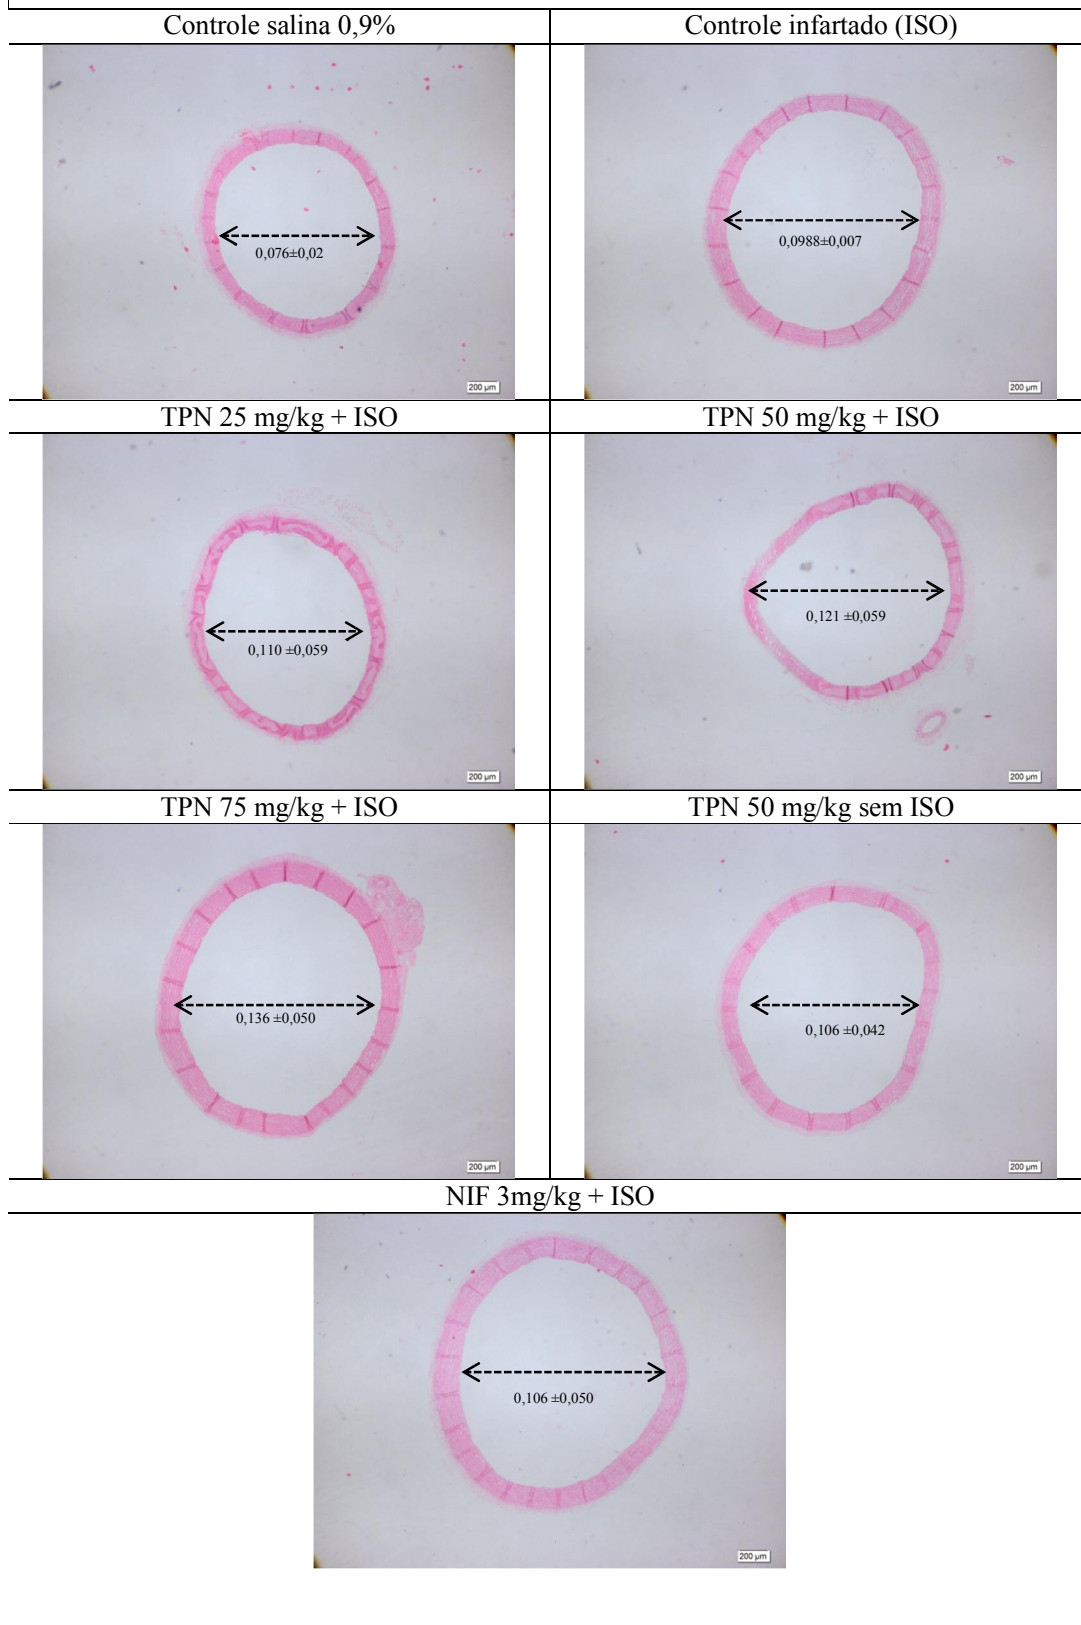 Controle salina 0,9%
Controle infartado (ISO)
0,076±0,02
200 µm
0,0988±0,007
200 µm
TPN 25 mg/kg + ISO
TPN 50 mg/kg + ISO
0,110 ±0,059
200 µm
0,121 ±0,059
200 µm
TPN 75 mg/kg + ISO
TPN 50 mg/kg sem ISO
0,136 ±0,050
200 µm
0,106 ±0,042
200 µm
NIF 3mg/kg + ISO
0,106 ±0,050
200 µm